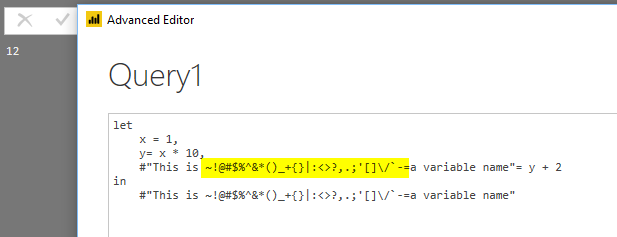 Advanced Editor
12
Query1
let
x = 1,
y= x * 10,
#"This is ~!@#$%^&*()_+{}|:<>?,.;'[]\/`-=a variable name"= y + 2
in
#"This is ~!@#$%^&*()_+{}|:<>?,.;'[]\/`-=a variable name"